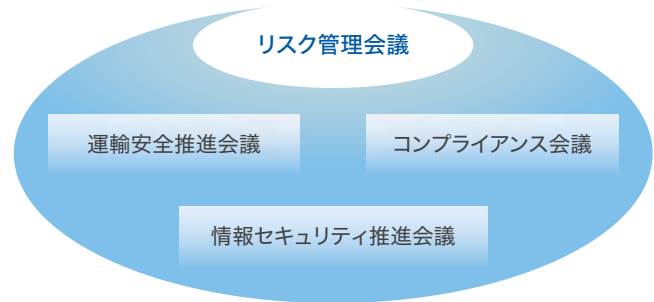 リスク管理会議
運輸安全推進会議
コンプライアンス会議
情報セキュリティ推進会議